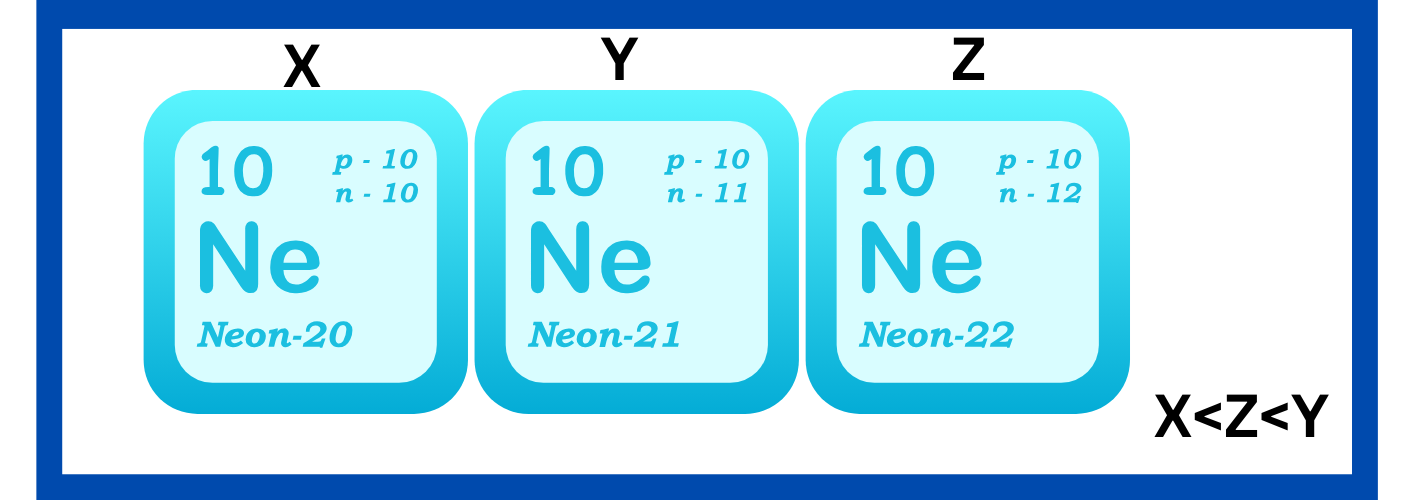 X
Y
Z
10
p - 10
n - 10
Ne
Neon-20
10
p - 10
n - 11
Ne
Neon-21
10
p - 10
n - 12
Ne
Neon-22
X<Z<Y